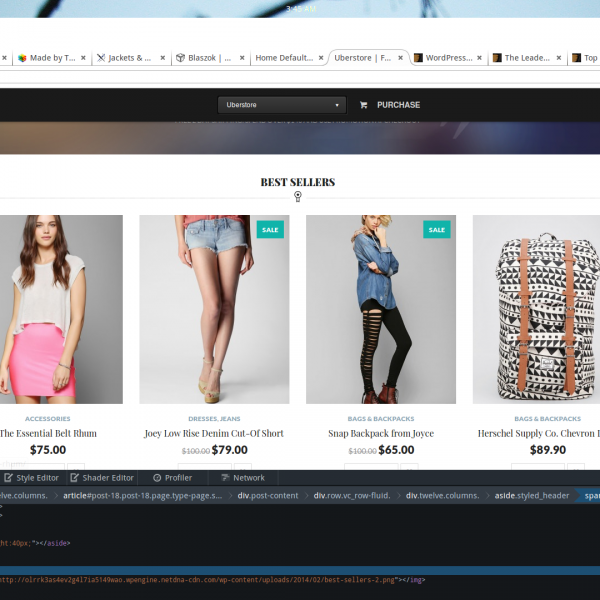 3:45 AM
Made by T... Jackets & ... Blaszok | ... Home Default... Uberstore | F... WordPress... The Leade... Top
Uberstore PURCHASE
BEST SELLERS
SALE SALE
ACCESSORIES DRESSES, JEANS BAGS & BACKPACKS BAGS & BACKPACKS
The Essential Belt Rhum Joey Low Rise Denim Cut-Of Short Snap Backpack from Joyce Herschel Supply Co. Chevron
$75.00 $100.00 $79.00 $100.00 $65.00 $89.90
Style Editor Shader Editor Profiler Network
elve.columns. article#post-18.post-18.page.type-page.s... div.post-content div.row.vc_row-fluid. div.twelve.columns. aside.styled_header spa
ht:40px;"></aside>
http://olrrk3as4ev2g4l7ia5149wao.wpengine.netdna-cdn.com/wp-content/uploads/2014/02/best-sellers-2.png"></img>